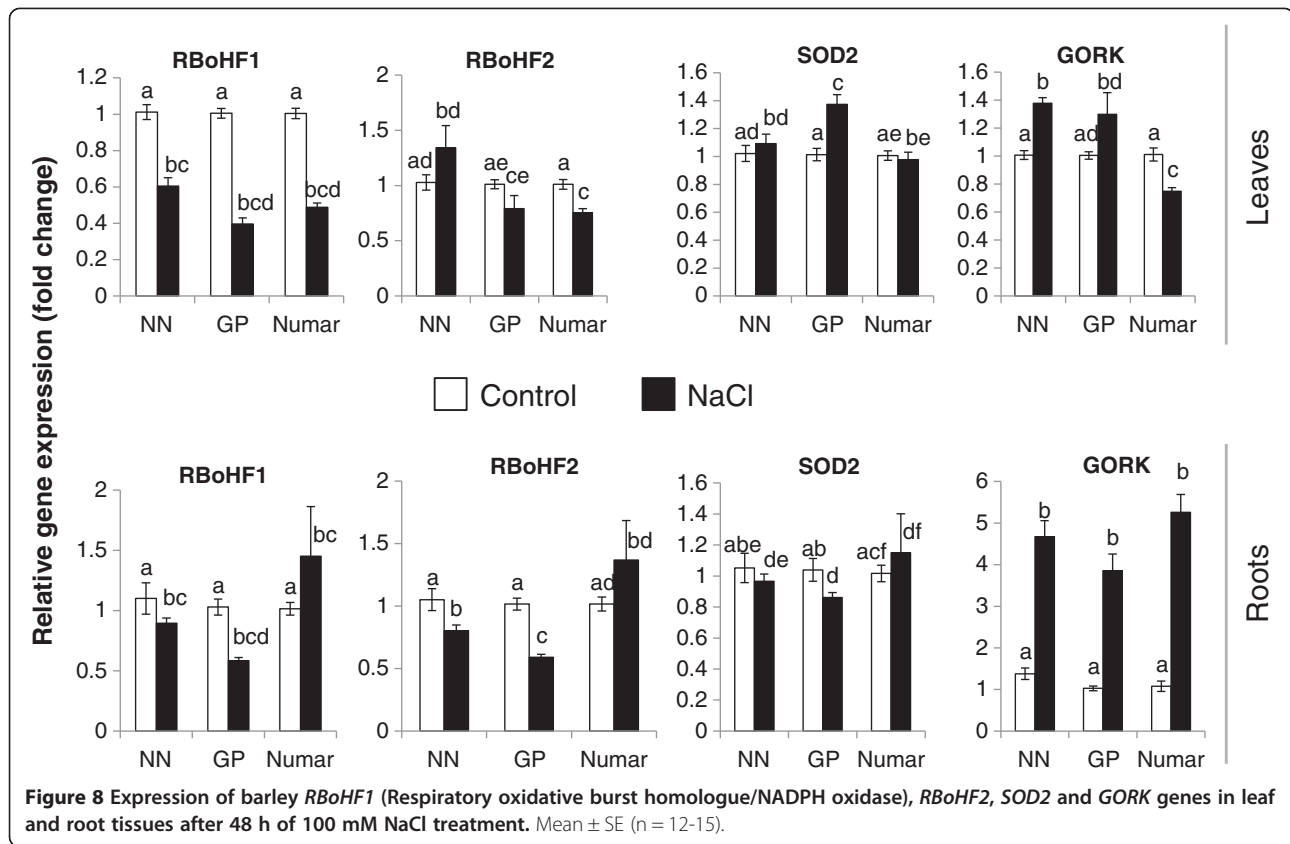 Relative gene expression (fold change)
RBoHF1
1.2
1
0.8
0.6
0.4
0.2
0
a
bc
a
bcd
a
bcd
NN GP Numar
RBoHF2
2
1.5
1
0.5
0
ad
bd
ae
ce
a
c
NN GP Numar
SOD2
1.6
1.4
1.2
1
0.8
0.6
0.4
0.2
0
ad
bd
a
c
ae
be
NN GP Numar
GORK
1.6
1.4
1.2
1
0.8
0.6
0.4
0.2
0
a
b
ad
bd
a
c
NN GP Numar
Leaves
Control NaCl
RBoHF1
2
1.5
1
0.5
0
a
bc
a
bcd
a
bc
NN GP Numar
RBoHF2
2
1.5
1
0.5
0
a
b
a
c
ad
bd
NN GP Numar
SOD2
1.6
1.4
1.2
1
0.8
0.6
0.4
0.2
0
abe
de
ab
d
acf
df
NN GP Numar
GORK
6
5
4
3
2
1
0
a
b
a
b
a
b
NN GP Numar
Roots
Figure 8 Expression of barley RBoHF1 (Respiratory oxidative burst homologue/NADPH oxidase), RBoHF2, SOD2 and GORK genes in leaf
and root tissues after 48 h of 100 mM NaCl treatment. Mean ± SE (n = 12-15).